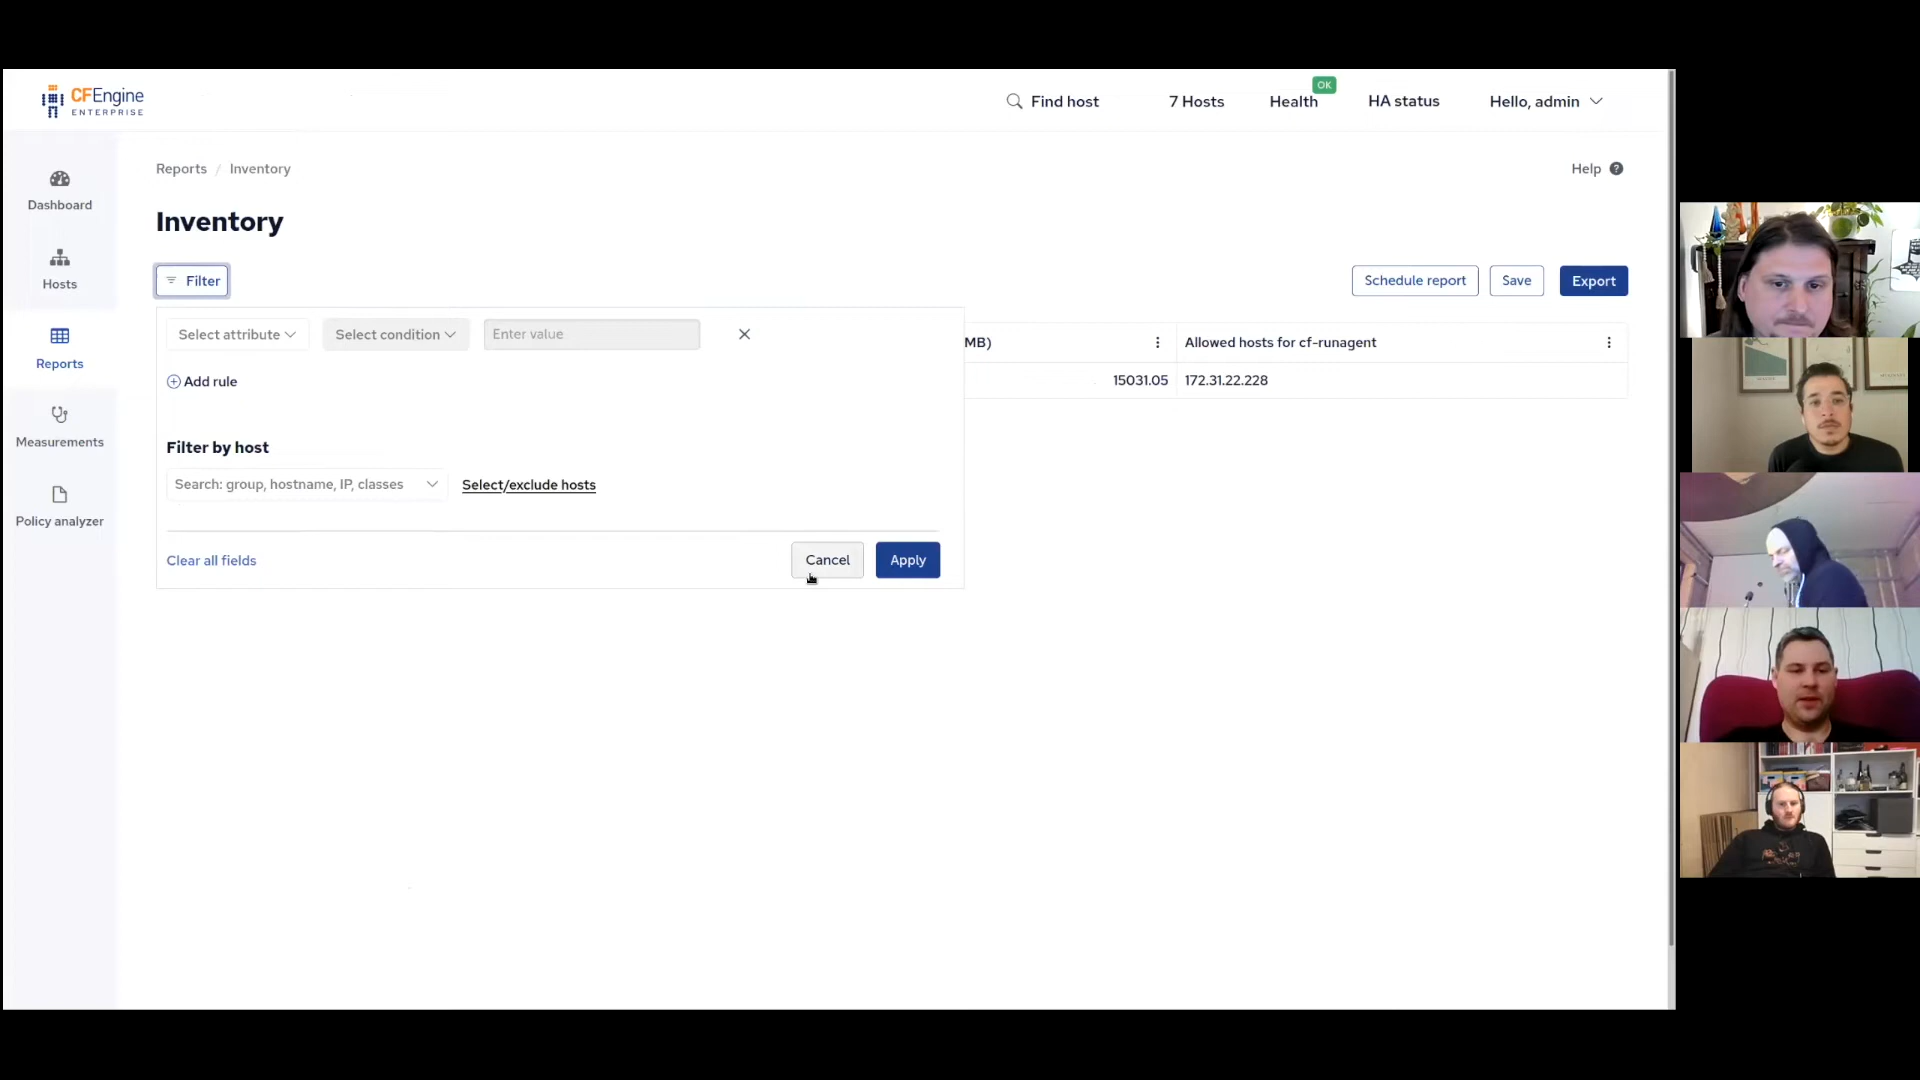 CFEngine
ENTERPRISE
Find host
7 Hosts
Health
OK
HA status
Hello, admin
Dashboard
Hosts
Reports
Measurements
Policy analyzer
Reports / Inventory
Help
Inventory
Filter
Schedule report
Save
Export
Select attribute
Select condition
Enter value
Add rule
Filter by host
Search: group, hostname, IP, classes
Select/exclude hosts
Clear all fields
Cancel
Apply
MB)
Allowed hosts for cf-runagent
15031.05
172.31.22.228